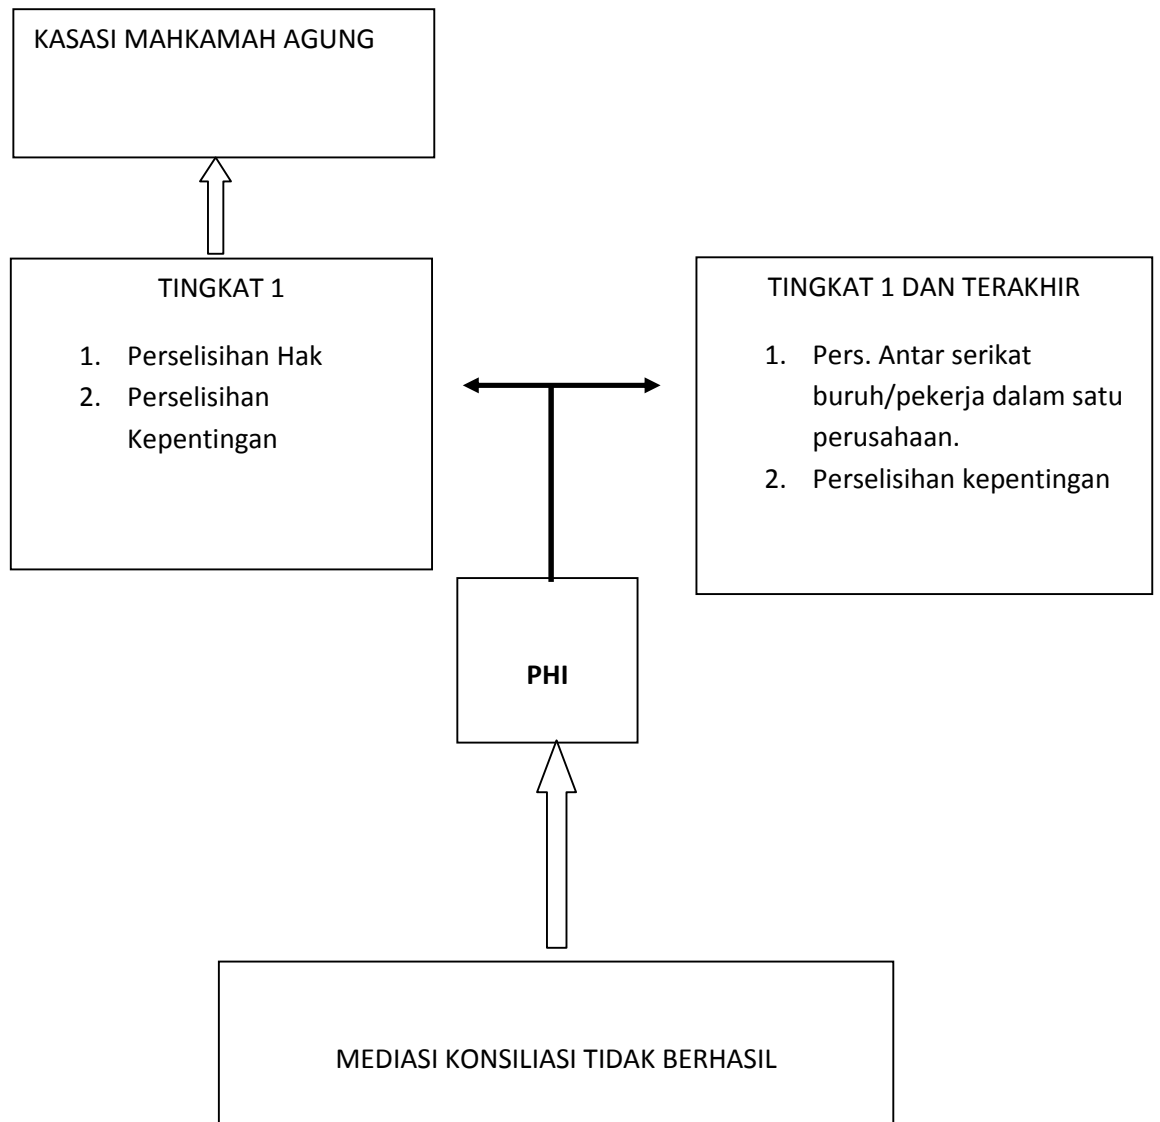 KASASI MAHKAMAH AGUNG
TINGKAT 1
1. Perselisihan Hak
2. Perselisihan
Kepentingan
TINGKAT 1 DAN TERAKHIR
1. Pers. Antar serikat
buruh/pekerja dalam satu
perusahaan.
2. Perselisihan kepentingan
PHI
MEDIASI KONSILIASI TIDAK BERHASIL